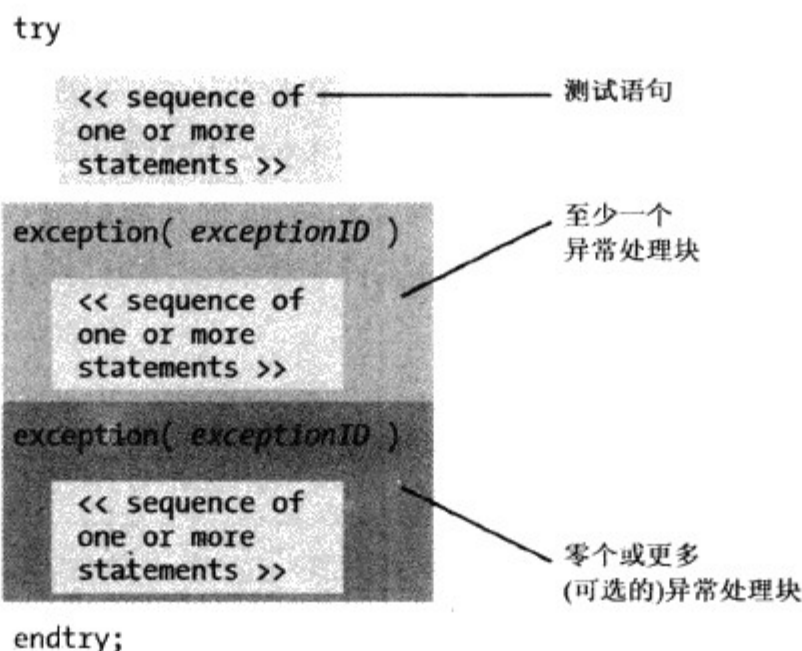 try
<< sequence of
one or more
statements >>
测试语句
exception( exceptionID )
至少一个
异常处理块
<< sequence of
one or more
statements >>
exception( exceptionID )
<< sequence of
one or more
statements >>
零个或更多
(可选的)异常处理块
endtry;